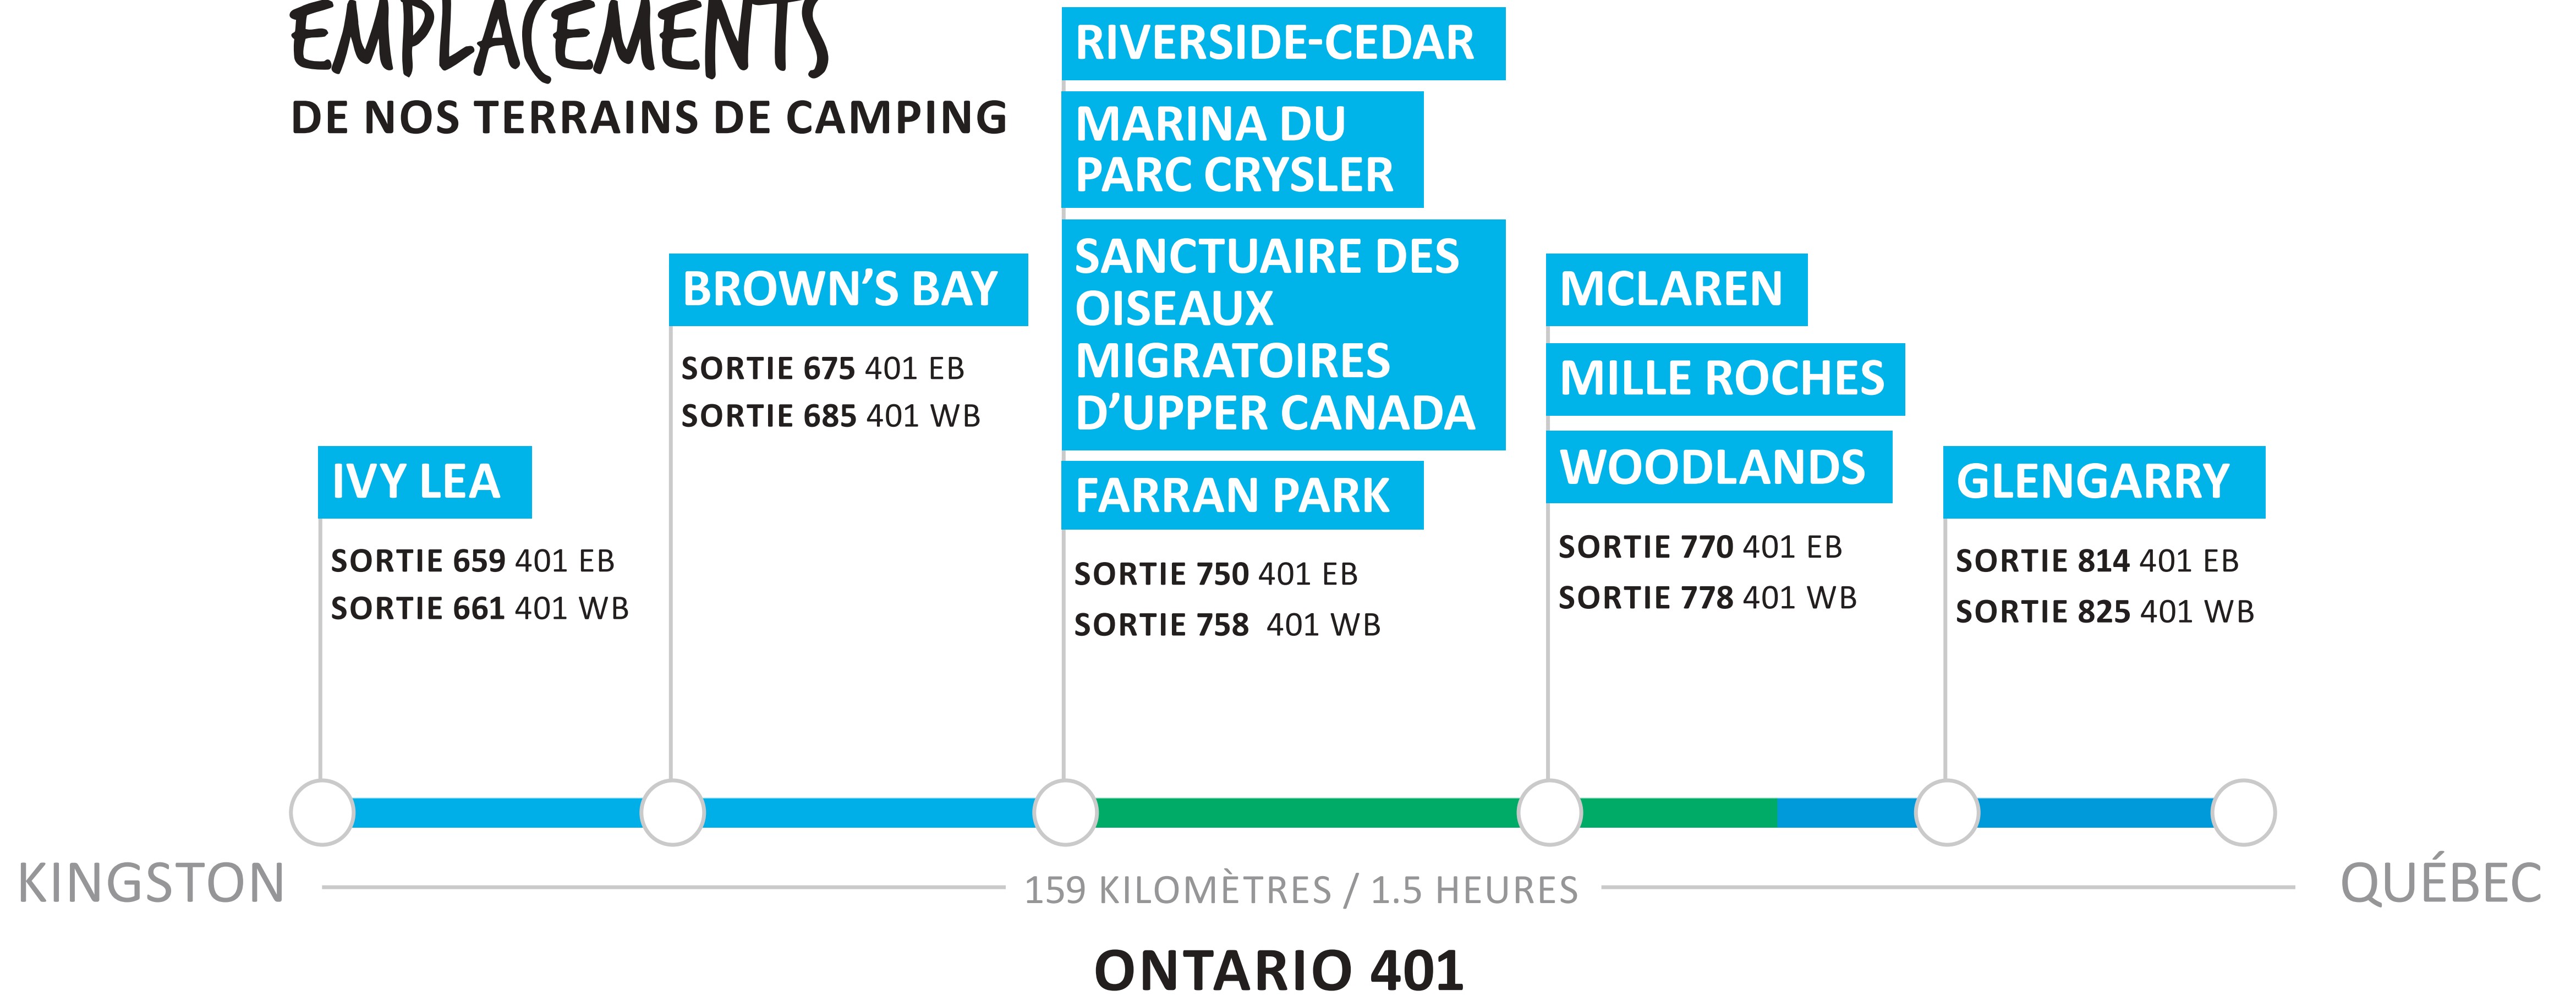 EMPLACEMENTS
DE NOS TERRAINS DE CAMPING
IVY LEA
SORTIE 659 401 EB
SORTIE 661 401 WB
BROWN'S BAY
SORTIE 675 401 EB
SORTIE 685 401 WB
RIVERSIDE-CEDAR
MARINA DU
PARC CRYSLER
SANCTUAIRE DES
OISEAUX
MIGRATOIRES
D'UPPER CANADA
FARRAN PARK
SORTIE 750 401 EB
SORTIE 758 401 WB
MCLAREN
MILLE ROCHES
WOODLANDS
SORTIE 770 401 EB
SORTIE 778 401 WB
GLENGARRY
SORTIE 814 401 EB
SORTIE 825 401 WB
KINGSTON
159 KILOMÈTRES / 1.5 HEURES
QUÉBEC
ONTARIO 401